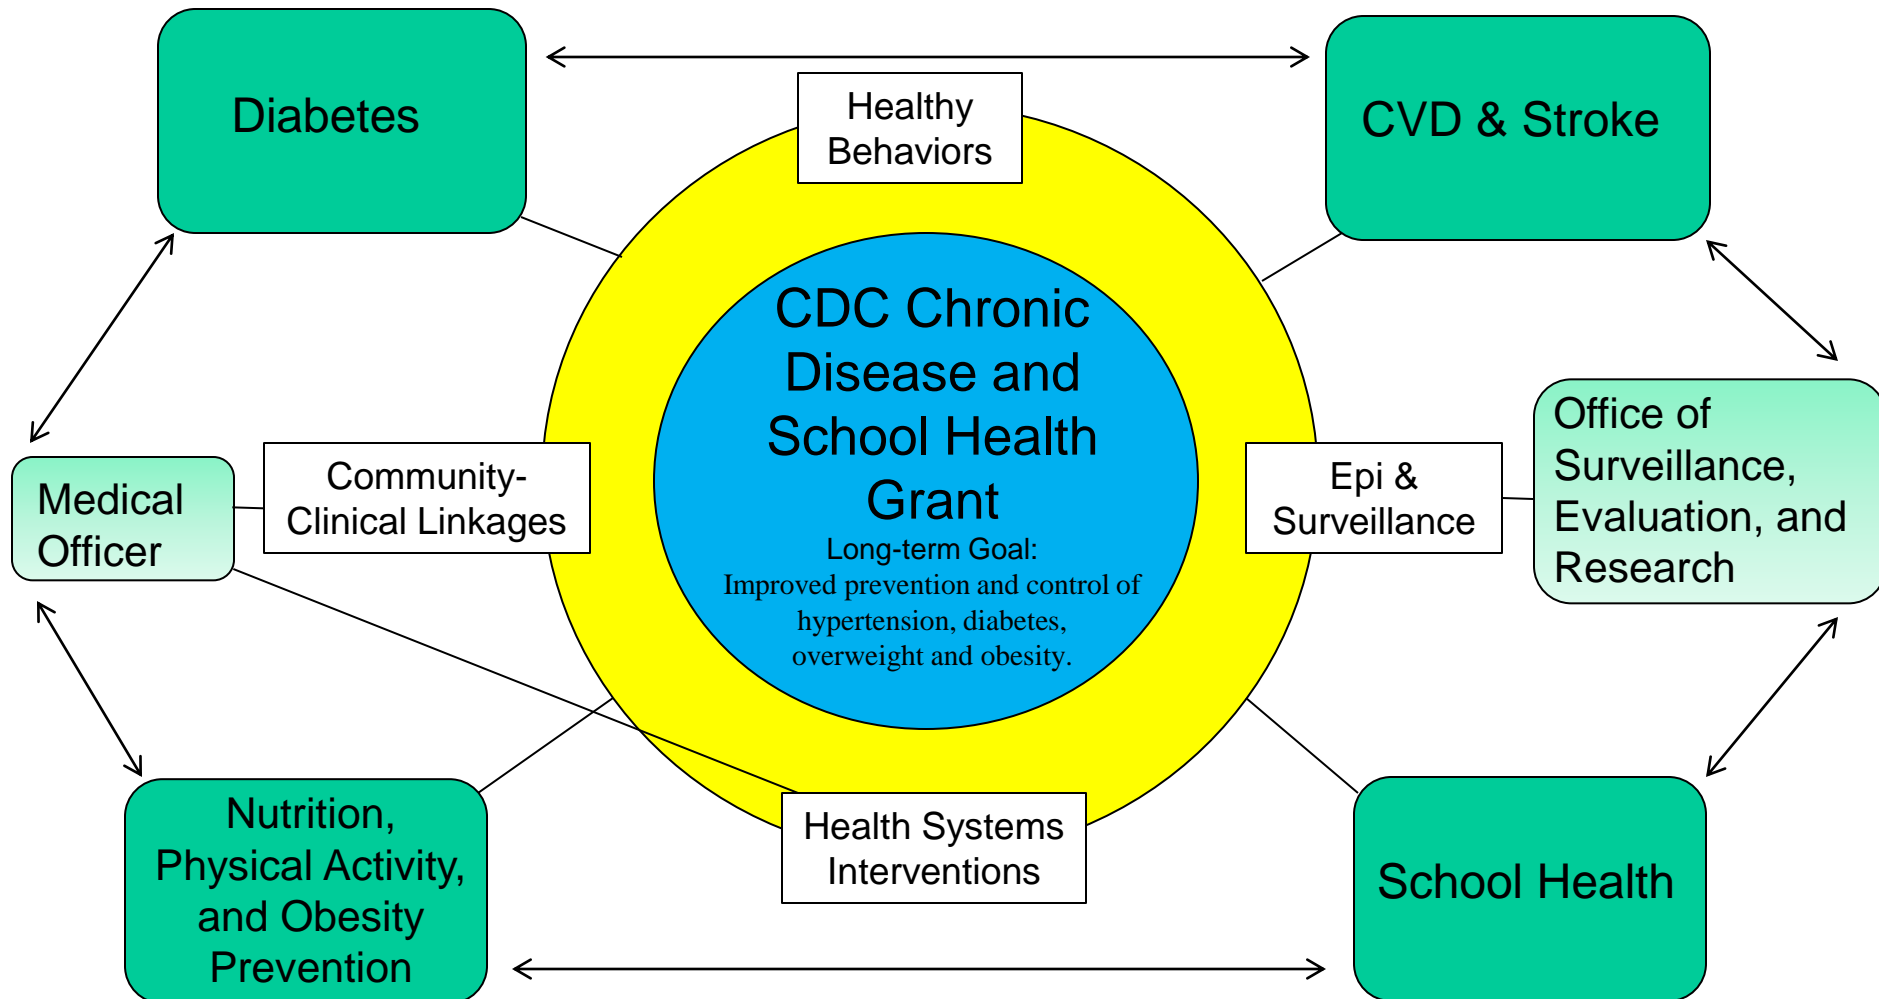 Diabetes
Healthy
Behaviors
CVD & Stroke
CDC Chronic
Disease and
School Health
Grant
Long-term Goal:
Improved prevention and control of
hypertension, diabetes,
overweight and obesity.
Medical
Officer
Community-
Clinical Linkages
Epi &
Surveillance
Office of
Surveillance,
Evaluation, and
Research
Nutrition,
Physical Activity,
and Obesity
Prevention
Health Systems
Interventions
School Health